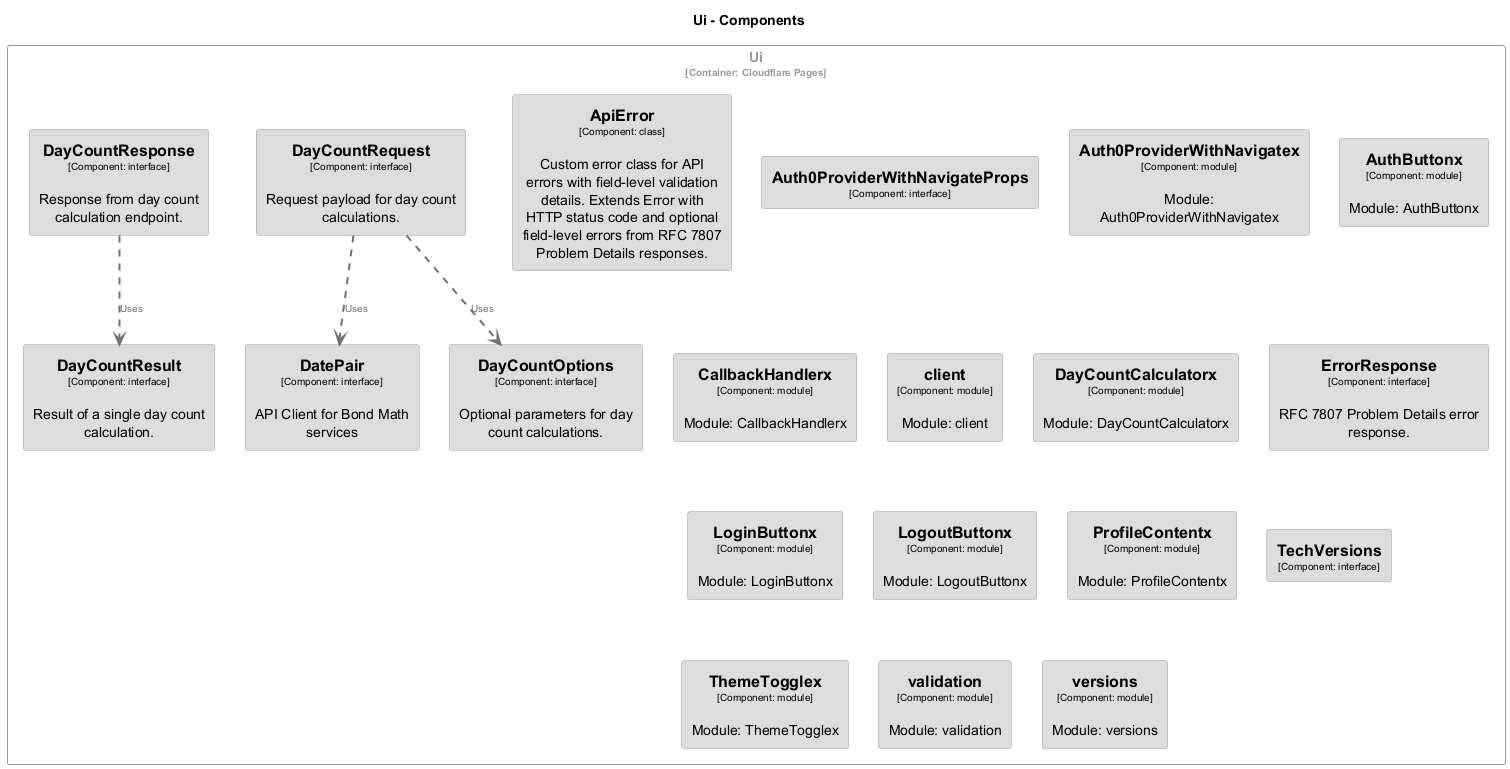 Ui - Components
Ui
[Container: Cloudflare Pages]
DayCountResponse
[Component: interface]
Response from day count
calculation endpoint.
DayCountRequest
[Component: interface]
Request payload for day count
calculations.
ApiError
[Component: class]
Custom error class for API
errors with field-level validation
details. Extends Error with
HTTP status code and optional
field-level errors from RFC 7807
Problem Details responses.
Auth0ProviderWithNavigateProps
[Component: interface]
Auth0ProviderWithNavigatex
[Component: module]
Module:
Auth0ProviderWithNavigatex
AuthButtonx
[Component: module]
Module: AuthButtonx
Uses
Uses
Uses
DayCountResult
[Component: interface]
Result of a single day count
calculation.
DatePair
[Component: interface]
API Client for Bond Math
services
DayCountOptions
[Component: interface]
Optional parameters for day
count calculations.
CallbackHandlerx
[Component: module]
Module: CallbackHandlerx
client
[Component: module]
Module: client
DayCountCalculatorx
[Component: module]
Module: DayCountCalculatorx
ErrorResponse
[Component: interface]
RFC 7807 Problem Details error
response.
LoginButtonx
[Component: module]
Module: LoginButtonx
LogoutButtonx
[Component: module]
Module: LogoutButtonx
ProfileContentx
[Component: module]
Module: ProfileContentx
TechVersions
[Component: interface]
ThemeTogglex
[Component: module]
Module: ThemeTogglex
validation
[Component: module]
Module: validation
versions
[Component: module]
Module: versions